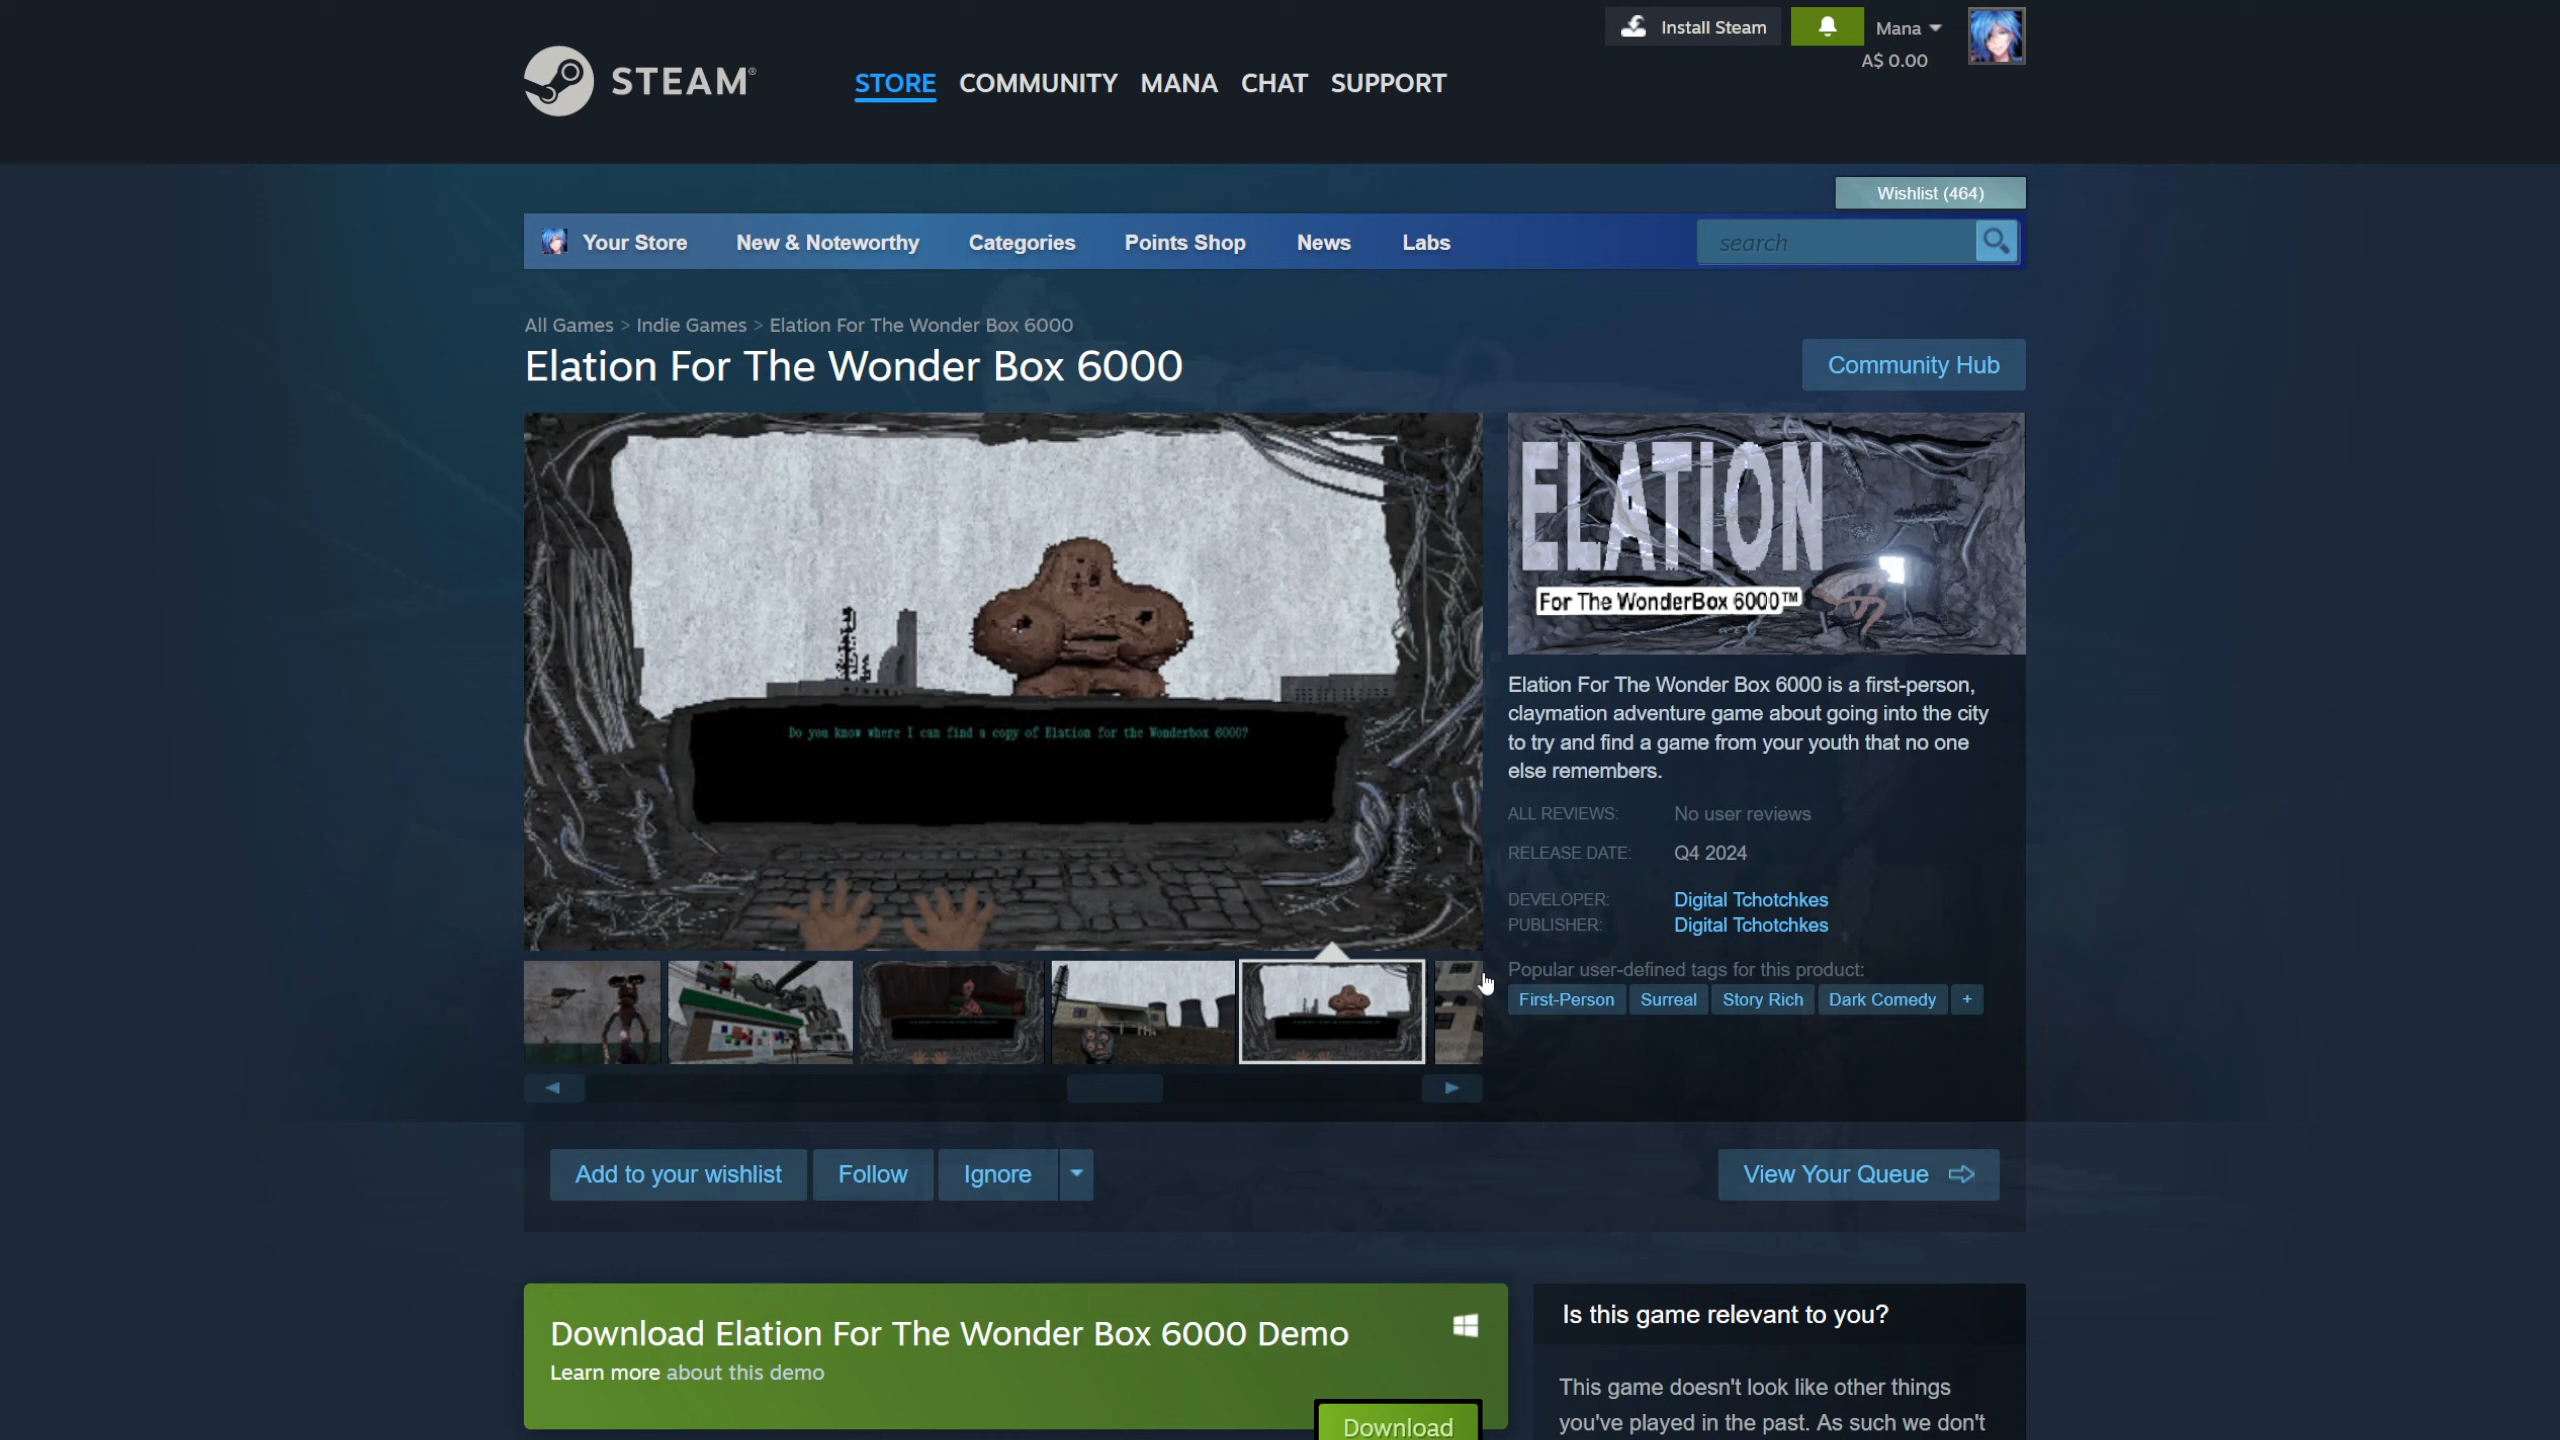 Install Steam
Mana
A$ 0.00
STEAM®
STORE COMMUNITY MANA CHAT SUPPORT
Wishlist (464)
Your Store New & Noteworthy Categories Points Shop News Labs
search
All Games > Indie Games > Elation For The Wonder Box 6000
Elation For The Wonder Box 6000
Community Hub
ELATION
For The WonderBox 6000™
Do you know where I can find a copy of Elation for the Wonderbox 6000?
Elation For The Wonder Box 6000 is a first-person,
claymation adventure game about going into the city
to try and find a game from your youth that no one
else remembers.
ALL REVIEWS: No user reviews
RELEASE DATE: Q4 2024
DEVELOPER: Digital Tchotchkes
PUBLISHER: Digital Tchotchkes
Popular user-defined tags for this product:
First-Person Surreal Story Rich Dark Comedy +
Add to your wishlist Follow Ignore
View Your Queue
Download Elation For The Wonder Box 6000 Demo
Learn more about this demo
Download
Is this game relevant to you?
This game doesn't look like other things
you've played in the past. As such we don't